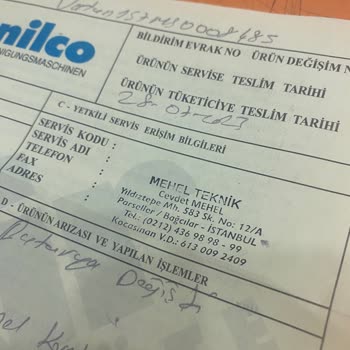 nilco
NIGUNGSMASCHINEN
BİLDİRİM EVRAK NO ÜRÜN DEĞİŞİM N
ÜRÜNÜN SERVİSE TESLİM TARİHİ
ÜRÜNÜN TÜKETİCİYE TESLİM TARİHİ
28-07-2023
C - YETKİLİ SERVİS ERİŞİM BİLGİLERİ
SERVİS KODU :
SERVİS ADI :
TELEFON :
FAX :
ADRES :
MEHEL TEKNİK
Cevdet MEHEL
Yıldıztepe Mh. 583 Sk. No: 12/A
Parseller / Bağcılar - İSTANBUL
Tel.: (0212) 436 98 98 - 99
Kocasinan V.D.: 613 009 2409
D - ÜRÜNÜN ARIZASI VE YAPILAN İŞLEMLER
Değişti